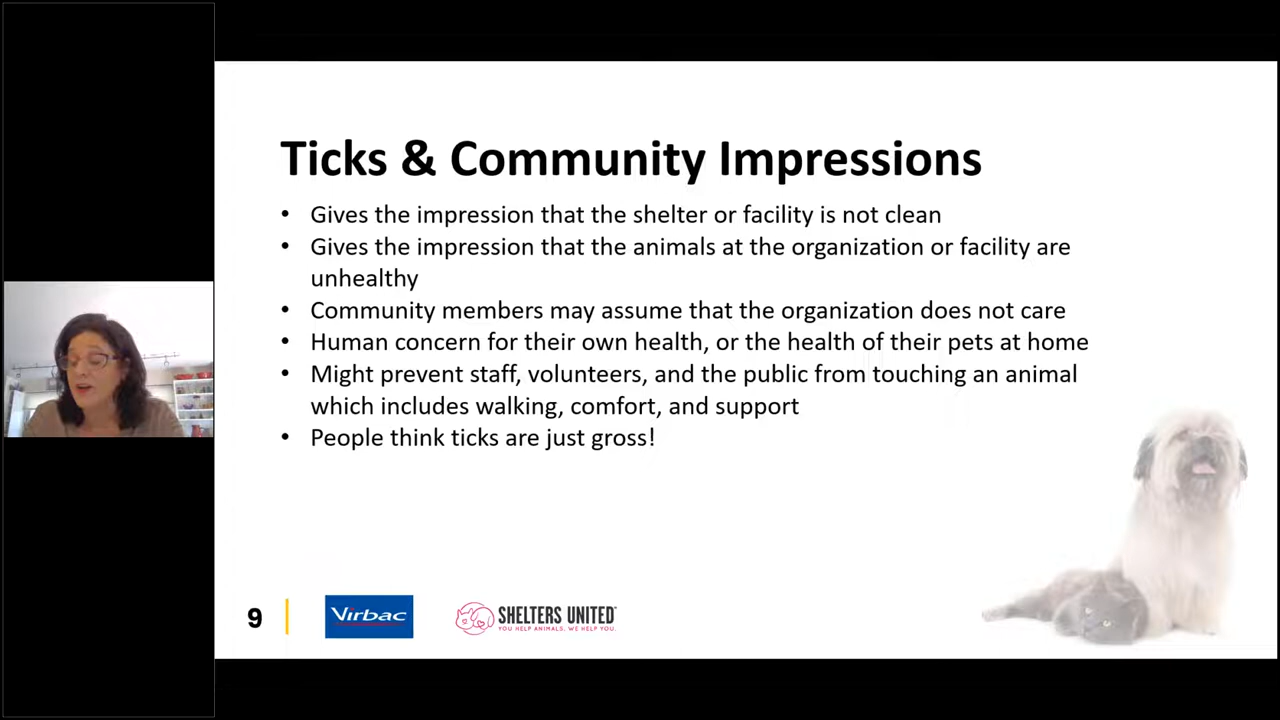 Ticks & Community Impressions
• Gives the impression that the shelter or facility is not clean
• Gives the impression that the animals at the organization or facility are
unhealthy
• Community members may assume that the organization does not care
• Human concern for their own health, or the health of their pets at home
• Might prevent staff, volunteers, and the public from touching an animal
which includes walking, comfort, and support
• People think ticks are just gross!
9
Virbac
SHELTERS UNITED™
YOU HELP ANIMALS. WE HELP YOU.